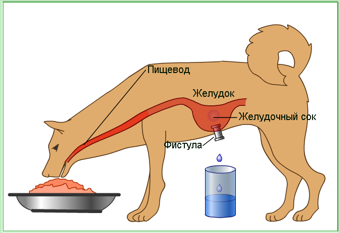 Пищевод
Желудок
Желудочный сок
Фистула